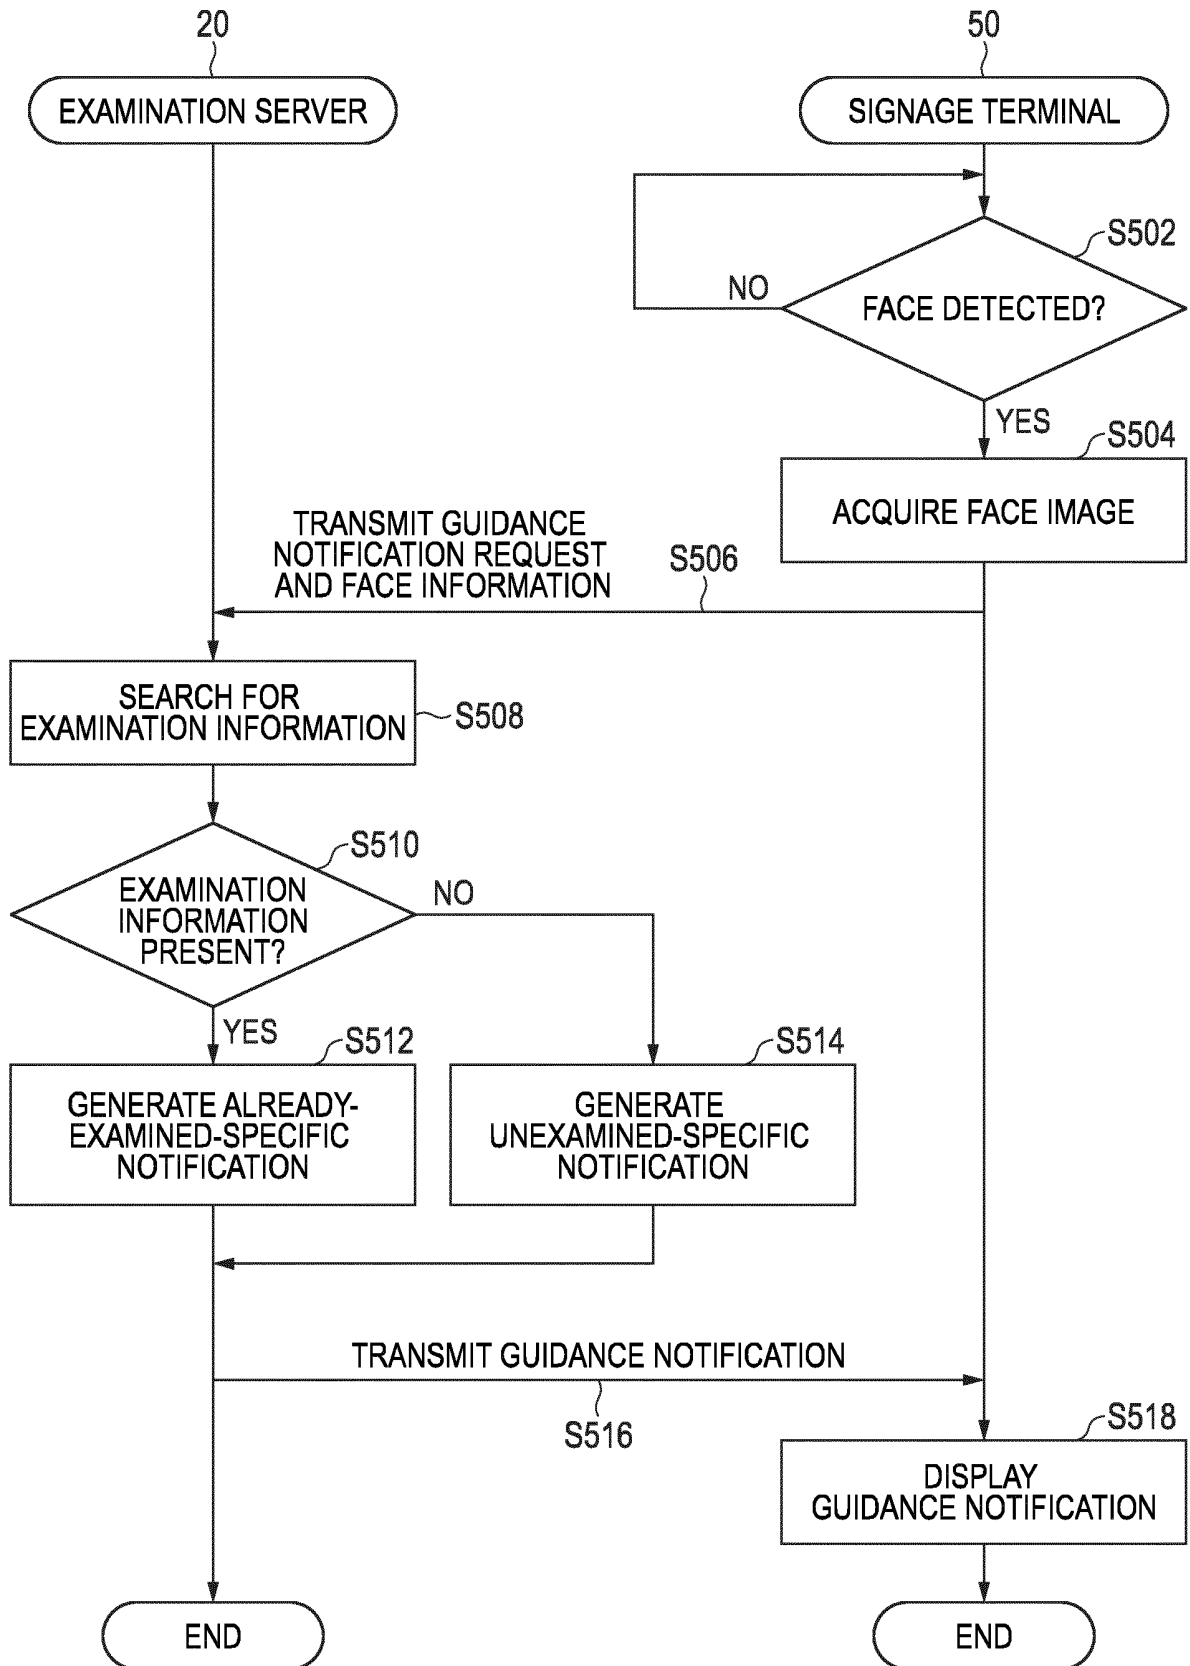 20
50
EXAMINATION SERVER
SIGNAGE TERMINAL
S502
NO
FACE DETECTED?
YES
S504
ACQUIRE FACE IMAGE
TRANSMIT GUIDANCE
NOTIFICATION REQUEST
AND FACE INFORMATION
S506
SEARCH FOR
EXAMINATION INFORMATION
S508
S510
EXAMINATION
INFORMATION
PRESENT?
NO
YES
S512
S514
GENERATE ALREADY-
EXAMINED-SPECIFIC
NOTIFICATION
GENERATE
UNEXAMINED-SPECIFIC
NOTIFICATION
TRANSMIT GUIDANCE NOTIFICATION
S516
S518
DISPLAY
GUIDANCE NOTIFICATION
END
END